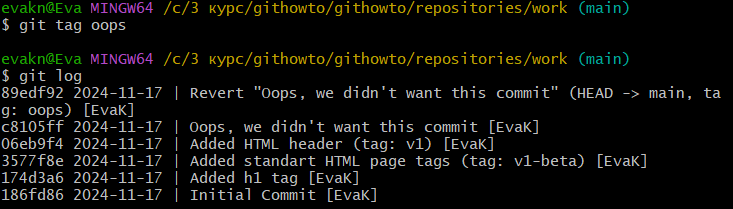 evakn@Eva MINGW64 /c/3 курс/githowto/githowto/repositories/work (main)
$ git tag oops
evakn@Eva MINGW64 /c/3 курс/githowto/githowto/repositories/work (main)
$ git log
89edf92 2024-11-17 | Revert "Oops, we didn't want this commit" (HEAD -> main, ta
g: oops) [EvaK]
c8105ff 2024-11-17 | Oops, we didn't want this commit [EvaK]
06eb9f4 2024-11-17 | Added HTML header (tag: v1) [EvaK]
3577f8e 2024-11-17 | Added standart HTML page tags (tag: v1-beta) [EvaK]
174d3a6 2024-11-17 | Added h1 tag [EvaK]
186fd86 2024-11-17 | Initial Commit [EvaK]